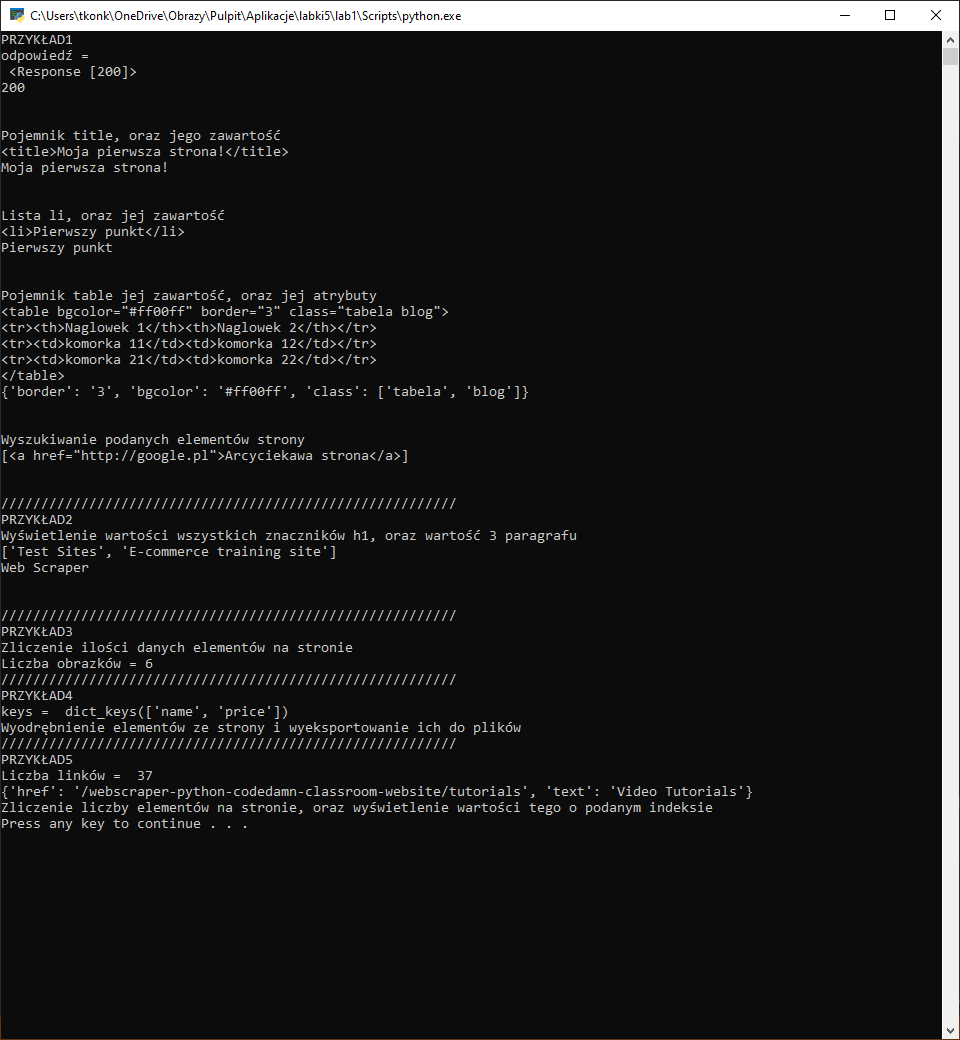 C:\Users\tkonk\OneDrive\Obrazy\Pulpit\Aplikacje\labki5\lab1\Scripts\python.exe
PRZYKŁAD1
odpowiedź =
 <Response [200]>
200
Pojemnik title, oraz jego zawartość
<title>Moja pierwsza strona!</title>
Moja pierwsza strona!
Lista li, oraz jej zawartość
<li>Pierwszy punkt</li>
Pierwszy punkt
Pojemnik table jej zawartość, oraz jej atrybuty
<table bgcolor="#ff00ff" border="3" class="tabela blog">
<tr><th>Naglowek 1</th><th>Naglowek 2</th></tr>
<tr><td>komorka 11</td><td>komorka 12</td></tr>
<tr><td>komorka 21</td><td>komorka 22</td></tr>
</table>
{'border': '3', 'bgcolor': '#ff00ff', 'class': ['tabela', 'blog']}
Wyszukiwanie podanych elementów strony
[<a href="http://google.pl">Arcyciekawa strona</a>]
/////////////////////////////////////////////////////////
PRZYKŁAD2
Wyświetlenie wartości wszystkich znaczników h1, oraz wartość 3 paragrafu
['Test Sites', 'E-commerce training site']
Web Scraper
/////////////////////////////////////////////////////////
PRZYKŁAD3
Zliczenie ilości danych elementów na stronie
Liczba obrazków = 6
/////////////////////////////////////////////////////////
PRZYKŁAD4
keys =  dict_keys(['name', 'price'])
Wyodrębnienie elementów ze strony i wyeksportowanie ich do plików
/////////////////////////////////////////////////////////
PRZYKŁAD5
Liczba linków =  37
{'href': '/webscraper-python-codedamn-classroom-website/tutorials', 'text': 'Video Tutorials'}
Zliczenie liczby elementów na stronie, oraz wyświetlenie wartości tego o podanym indeksie
Press any key to continue . . .